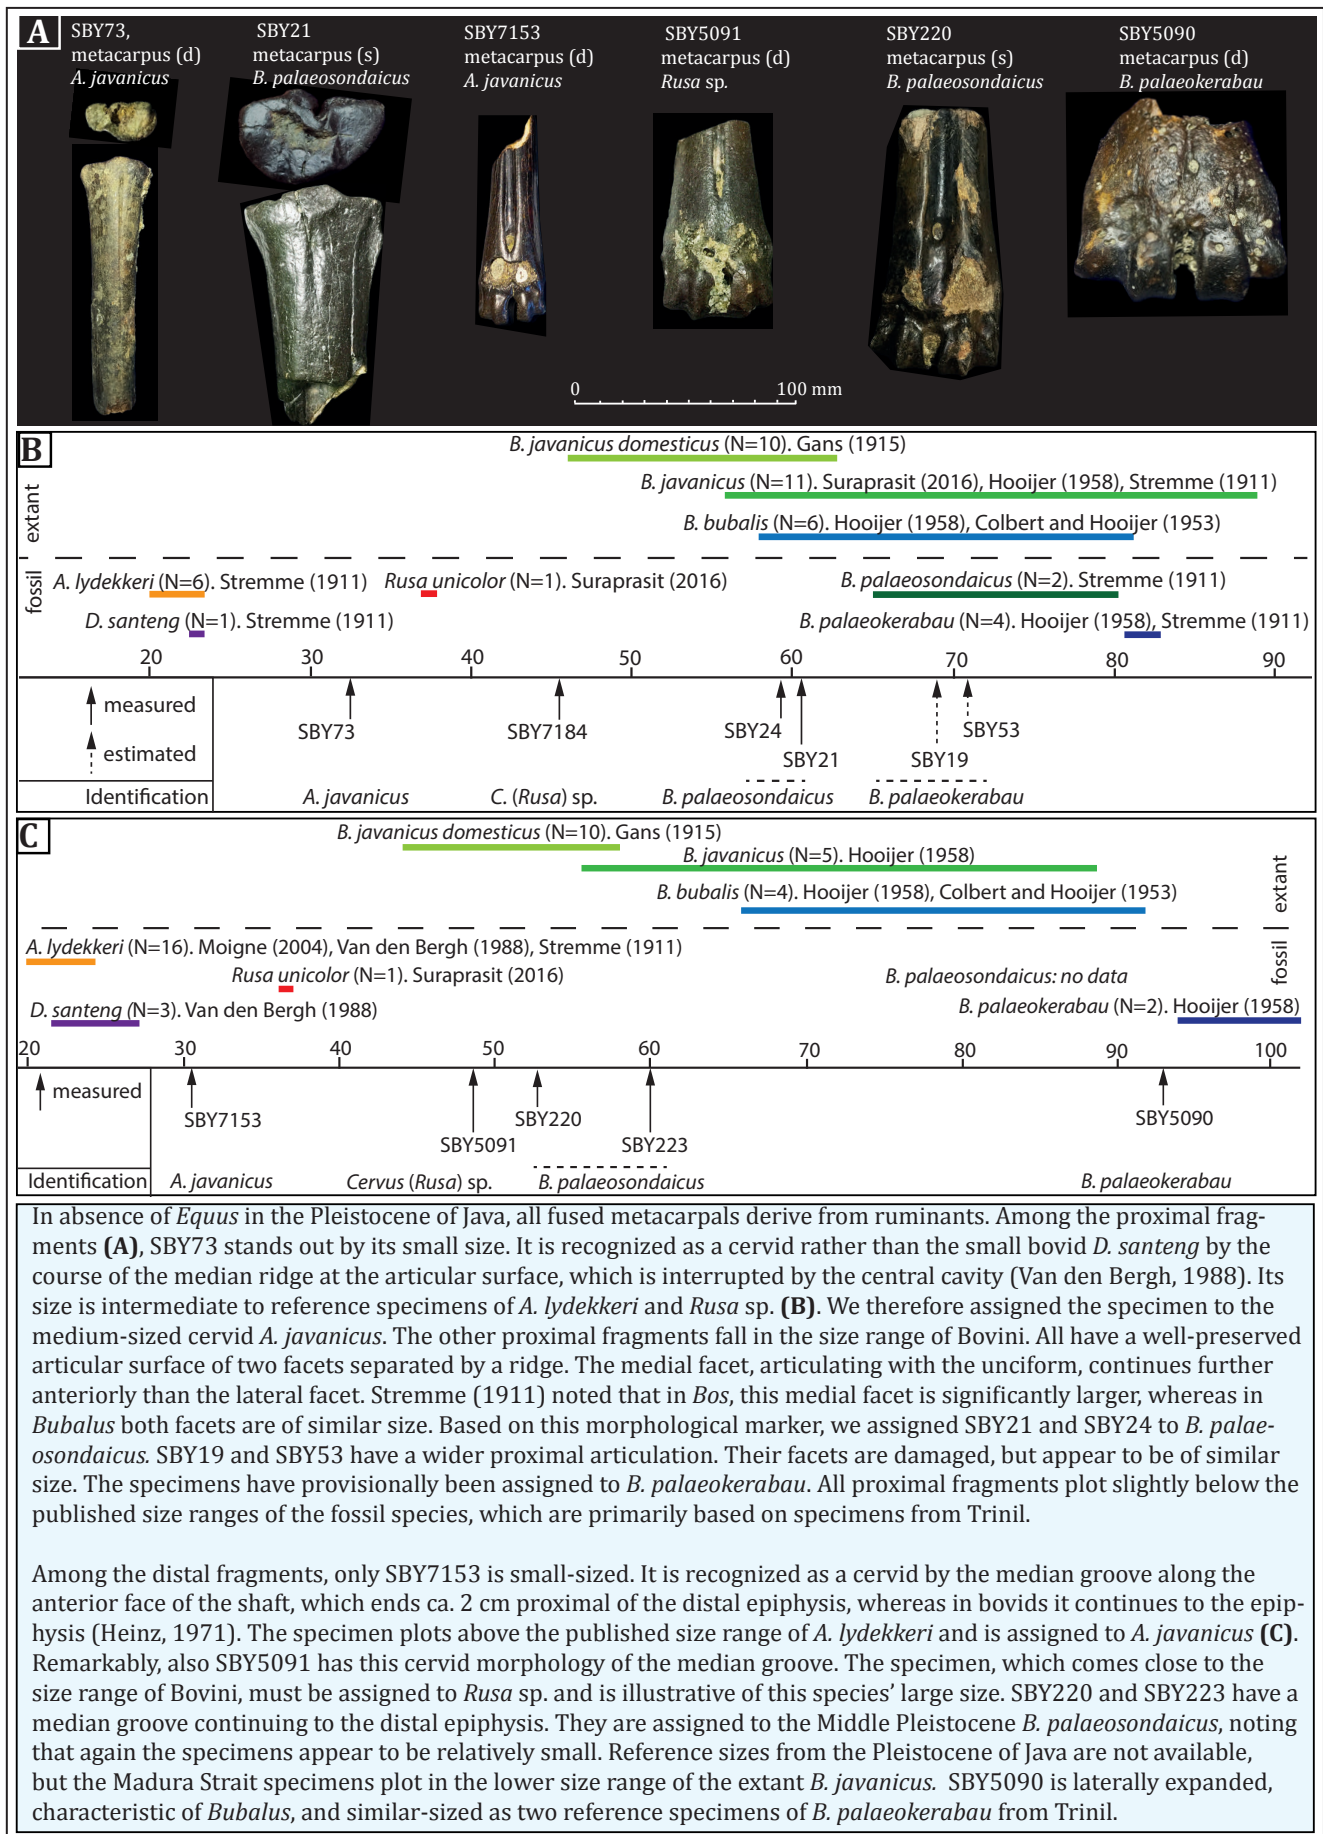 A
SBY73,
metacarpus (d)
A. javanicus
SBY21
metacarpus (s)
B. palaeosondaicus
SBY7153
metacarpus (d)
A. javanicus
SBY5091
metacarpus (d)
Rusa sp.
SBY220
metacarpus (s)
B. palaeosondaicus
SBY5090
metacarpus (d)
B. palaeokerabau
0 100 mm
B
B. javanicus domesticus (N=10). Gans (1915)
B. javanicus (N=11). Suraprasit (2016), Hooijer (1958), Stremme (1911)
B. bubalis (N=6). Hooijer (1958), Colbert and Hooijer (1953)
extant
fossil
A. lydekkeri (N=6). Stremme (1911)
Rusa unicolor (N=1). Suraprasit (2016)
B. palaeosondaicus (N=2). Stremme (1911)
D. santeng (N=1). Stremme (1911)
B. palaeokerabau (N=4). Hooijer (1958), Stremme (1911)
20 30 40 50 60 70 80 90
measured
estimated
SBY73
SBY7184
SBY24
SBY21
SBY19
SBY53
Identification
A. javanicus
C. (Rusa) sp.
B. palaeosondaicus
B. palaeokerabau
C
B. javanicus domesticus (N=10). Gans (1915)
B. javanicus (N=5). Hooijer (1958)
B. bubalis (N=4). Hooijer (1958), Colbert and Hooijer (1953)
extant
fossil
A. lydekkeri (N=16). Moigne (2004), Van den Bergh (1988), Stremme (1911)
Rusa unicolor (N=1). Suraprasit (2016)
B. palaeosondaicus: no data
D. santeng (N=3). Van den Bergh (1988)
B. palaeokerabau (N=2). Hooijer (1958)
20 30 40 50 60 70 80 90 100
measured
SBY7153
SBY5091
SBY220
SBY223
SBY5090
Identification
A. javanicus
Cervus (Rusa) sp.
B. palaeosondaicus
B. palaeokerabau
In absence of Equus in the Pleistocene of Java, all fused metacarpals derive from ruminants. Among the proximal frag-
ments (A), SBY73 stands out by its small size. It is recognized as a cervid rather than the small bovid D. santeng by the
course of the median ridge at the articular surface, which is interrupted by the central cavity (Van den Bergh, 1988). Its
size is intermediate to reference specimens of A. lydekkeri and Rusa sp. (B). We therefore assigned the specimen to the
medium-sized cervid A. javanicus. The other proximal fragments fall in the size range of Bovini. All have a well-preserved
articular surface of two facets separated by a ridge. The medial facet, articulating with the unciform, continues further
anteriorly than the lateral facet. Stremme (1911) noted that in Bos, this medial facet is significantly larger, whereas in
Bubalus both facets are of similar size. Based on this morphological marker, we assigned SBY21 and SBY24 to B. palae-
osondaicus. SBY19 and SBY53 have a wider proximal articulation. Their facets are damaged, but appear to be of similar
size. The specimens have provisionally been assigned to B. palaeokerabau. All proximal fragments plot slightly below the
published size ranges of the fossil species, which are primarily based on specimens from Trinil.
Among the distal fragments, only SBY7153 is small-sized. It is recognized as a cervid by the median groove along the
anterior face of the shaft, which ends ca. 2 cm proximal of the distal epiphysis, whereas in bovids it continues to the epip-
hysis (Heinz, 1971). The specimen plots above the published size range of A. lydekkeri and is assigned to A. javanicus (C).
Remarkably, also SBY5091 has this cervid morphology of the median groove. The specimen, which comes close to the
size range of Bovini, must be assigned to Rusa sp. and is illustrative of this species' large size. SBY220 and SBY223 have a
median groove continuing to the distal epiphysis. They are assigned to the Middle Pleistocene B. palaeosondaicus, noting
that again the specimens appear to be relatively small. Reference sizes from the Pleistocene of Java are not available,
but the Madura Strait specimens plot in the lower size range of the extant B. javanicus. SBY5090 is laterally expanded,
characteristic of Bubalus, and similar-sized as two reference specimens of B. palaeokerabau from Trinil.